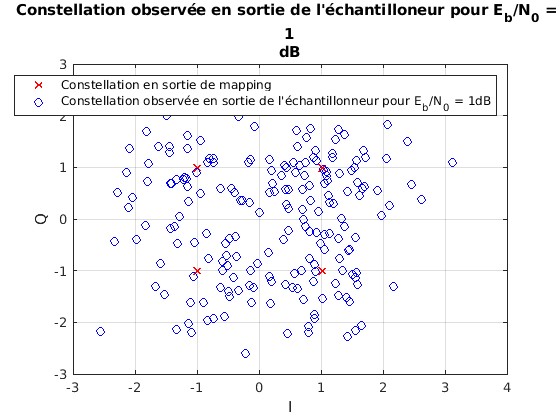 Constellation observée en sortie de l'échantilloneur pour E_b/N_0 =
1
dB
3
Constellation en sortie de mapping
Constellation observée en sortie de l'échantillonneur pour E_b/N_0 = 1dB
2
1
0
-1
-2
-3
Q
-3 -2 -1 0 1 2 3 4
I